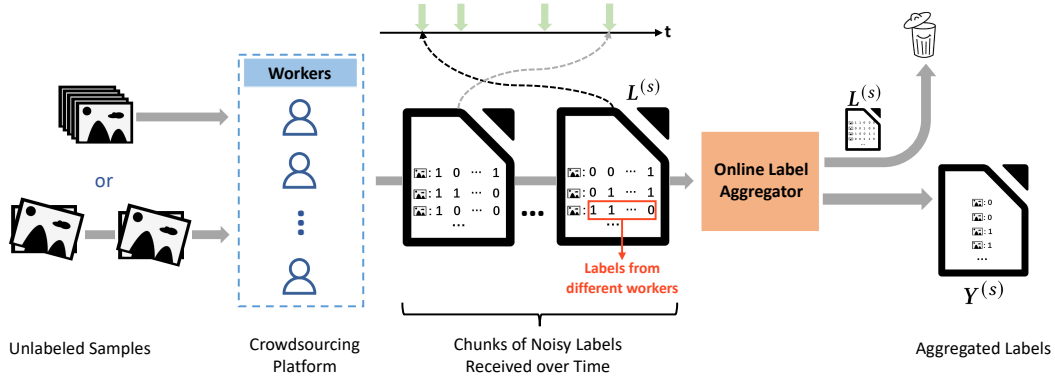 t
Workers
L^(s)
or
🖼: 1 0 ⋯ 1
🖼: 1 1 ⋯ 0
🖼: 1 0 ⋯ 0
⋯
...
🖼: 0 0 ⋯ 1
🖼: 0 1 ⋯ 1
🖼: 1 1 ⋯ 0
⋯
Labels from
different workers
Online Label
Aggregator
L^(s)
🖼: 0
🖼: 0
🖼: 1
🖼: 1
...
Y^(s)
Unlabeled Samples
Crowdsourcing
Platform
Chunks of Noisy Labels
Received over Time
Aggregated Labels